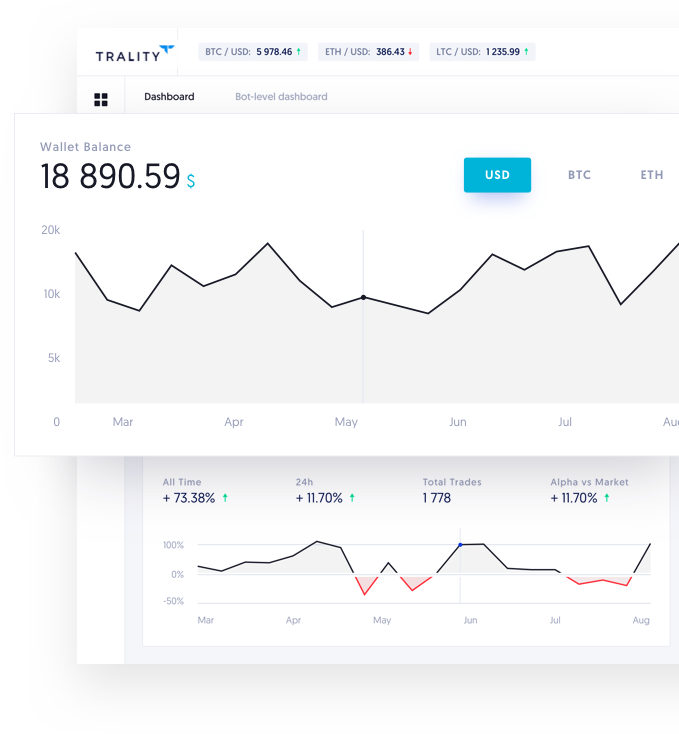 TRALITY
BTC / USD: 5 978.46 ↑ ETH / USD: 386.43 ↓ LTC / USD: 1 235.99 ↑
Dashboard Bot-level dashboard
Wallet Balance
18 890.59 $
USD BTC ETH
20k
10k
5k
0 Mar Apr May Jun Jul Au
All Time 24h Total Trades Alpha vs Market
+ 73.38% ↑ + 11.70% ↑ 1 778 + 11.70% ↑
100%
0%
-50%
Mar Apr May Jun Jul Aug